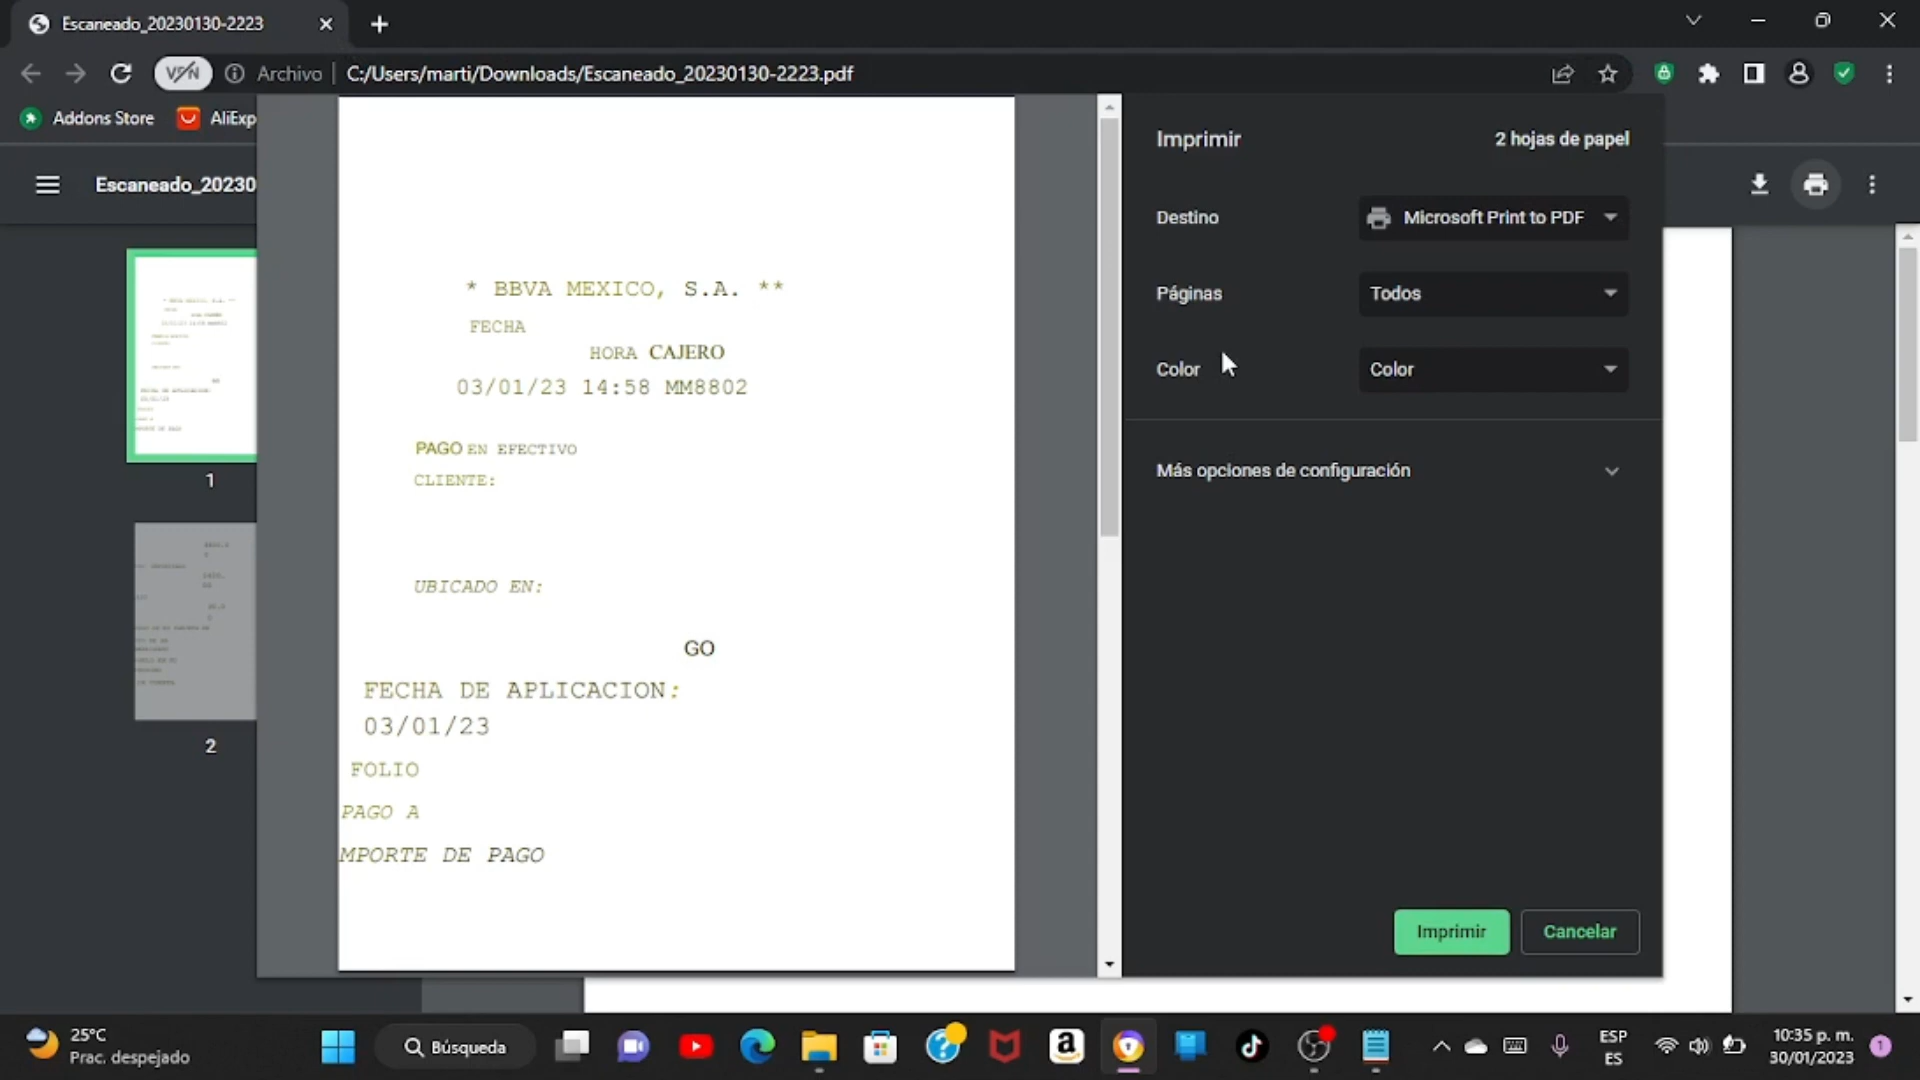 Escaneado_20230130-2223
VPN
Archivo
C:/Users/marti/Downloads/Escaneado_20230130-2223.pdf
Addons Store
AliExp
Escaneado_20230
1
2
* BBVA MEXICO, S.A. **
FECHA
HORA CAJERO
03/01/23 14:58 MM8802
PAGO EN EFECTIVO
CLIENTE:
UBICADO EN:
GO
FECHA DE APLICACION:
03/01/23
FOLIO
PAGO A
MPORTE DE PAGO
Imprimir
2 hojas de papel
Destino
Microsoft Print to PDF
Páginas
Todos
Color
Color
Más opciones de configuración
Imprimir
Cancelar
25°C
Prac. despejado
Búsqueda
ESP
ES
10:35 p. m.
30/01/2023
1